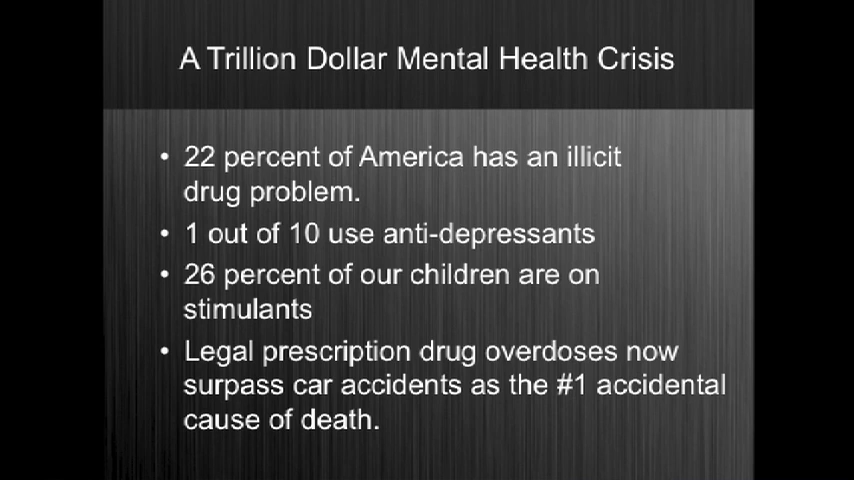 A Trillion Dollar Mental Health Crisis
• 22 percent of America has an illicit
drug problem.
• 1 out of 10 use anti-depressants
• 26 percent of our children are on
stimulants
• Legal prescription drug overdoses now
surpass car accidents as the #1 accidental
cause of death.